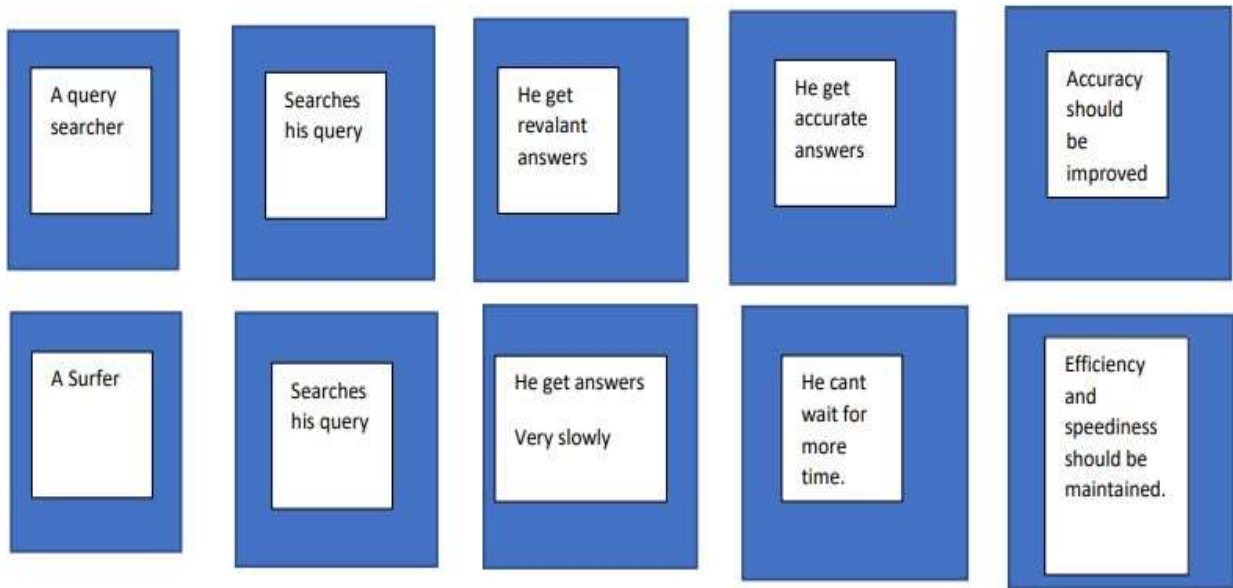 A query
searcher
Searches
his query
He get
revalant
answers
He get
accurate
answers
Accuracy
should
be
improved
A Surfer
Searches
his query
He get answers
Very slowly
He cant
wait for
more
time.
Efficiency
and
speediness
should be
maintained.